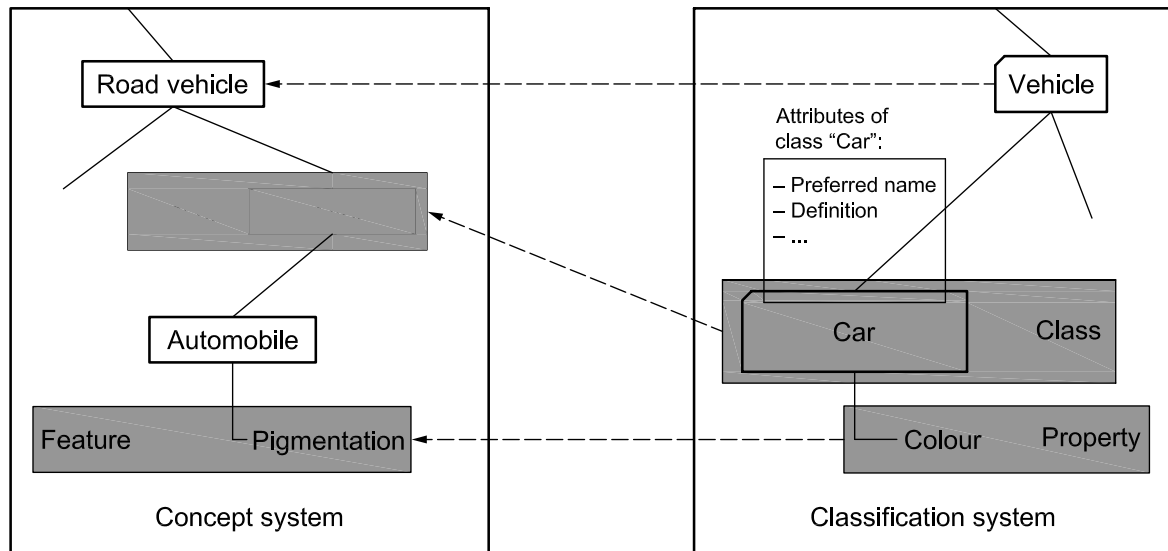 Road vehicle
Automobile
Feature
Pigmentation
Concept system
Vehicle
Attributes of
class “Car”:
– Preferred name
– Definition
– ...
Car
Class
Colour
Property
Classification system